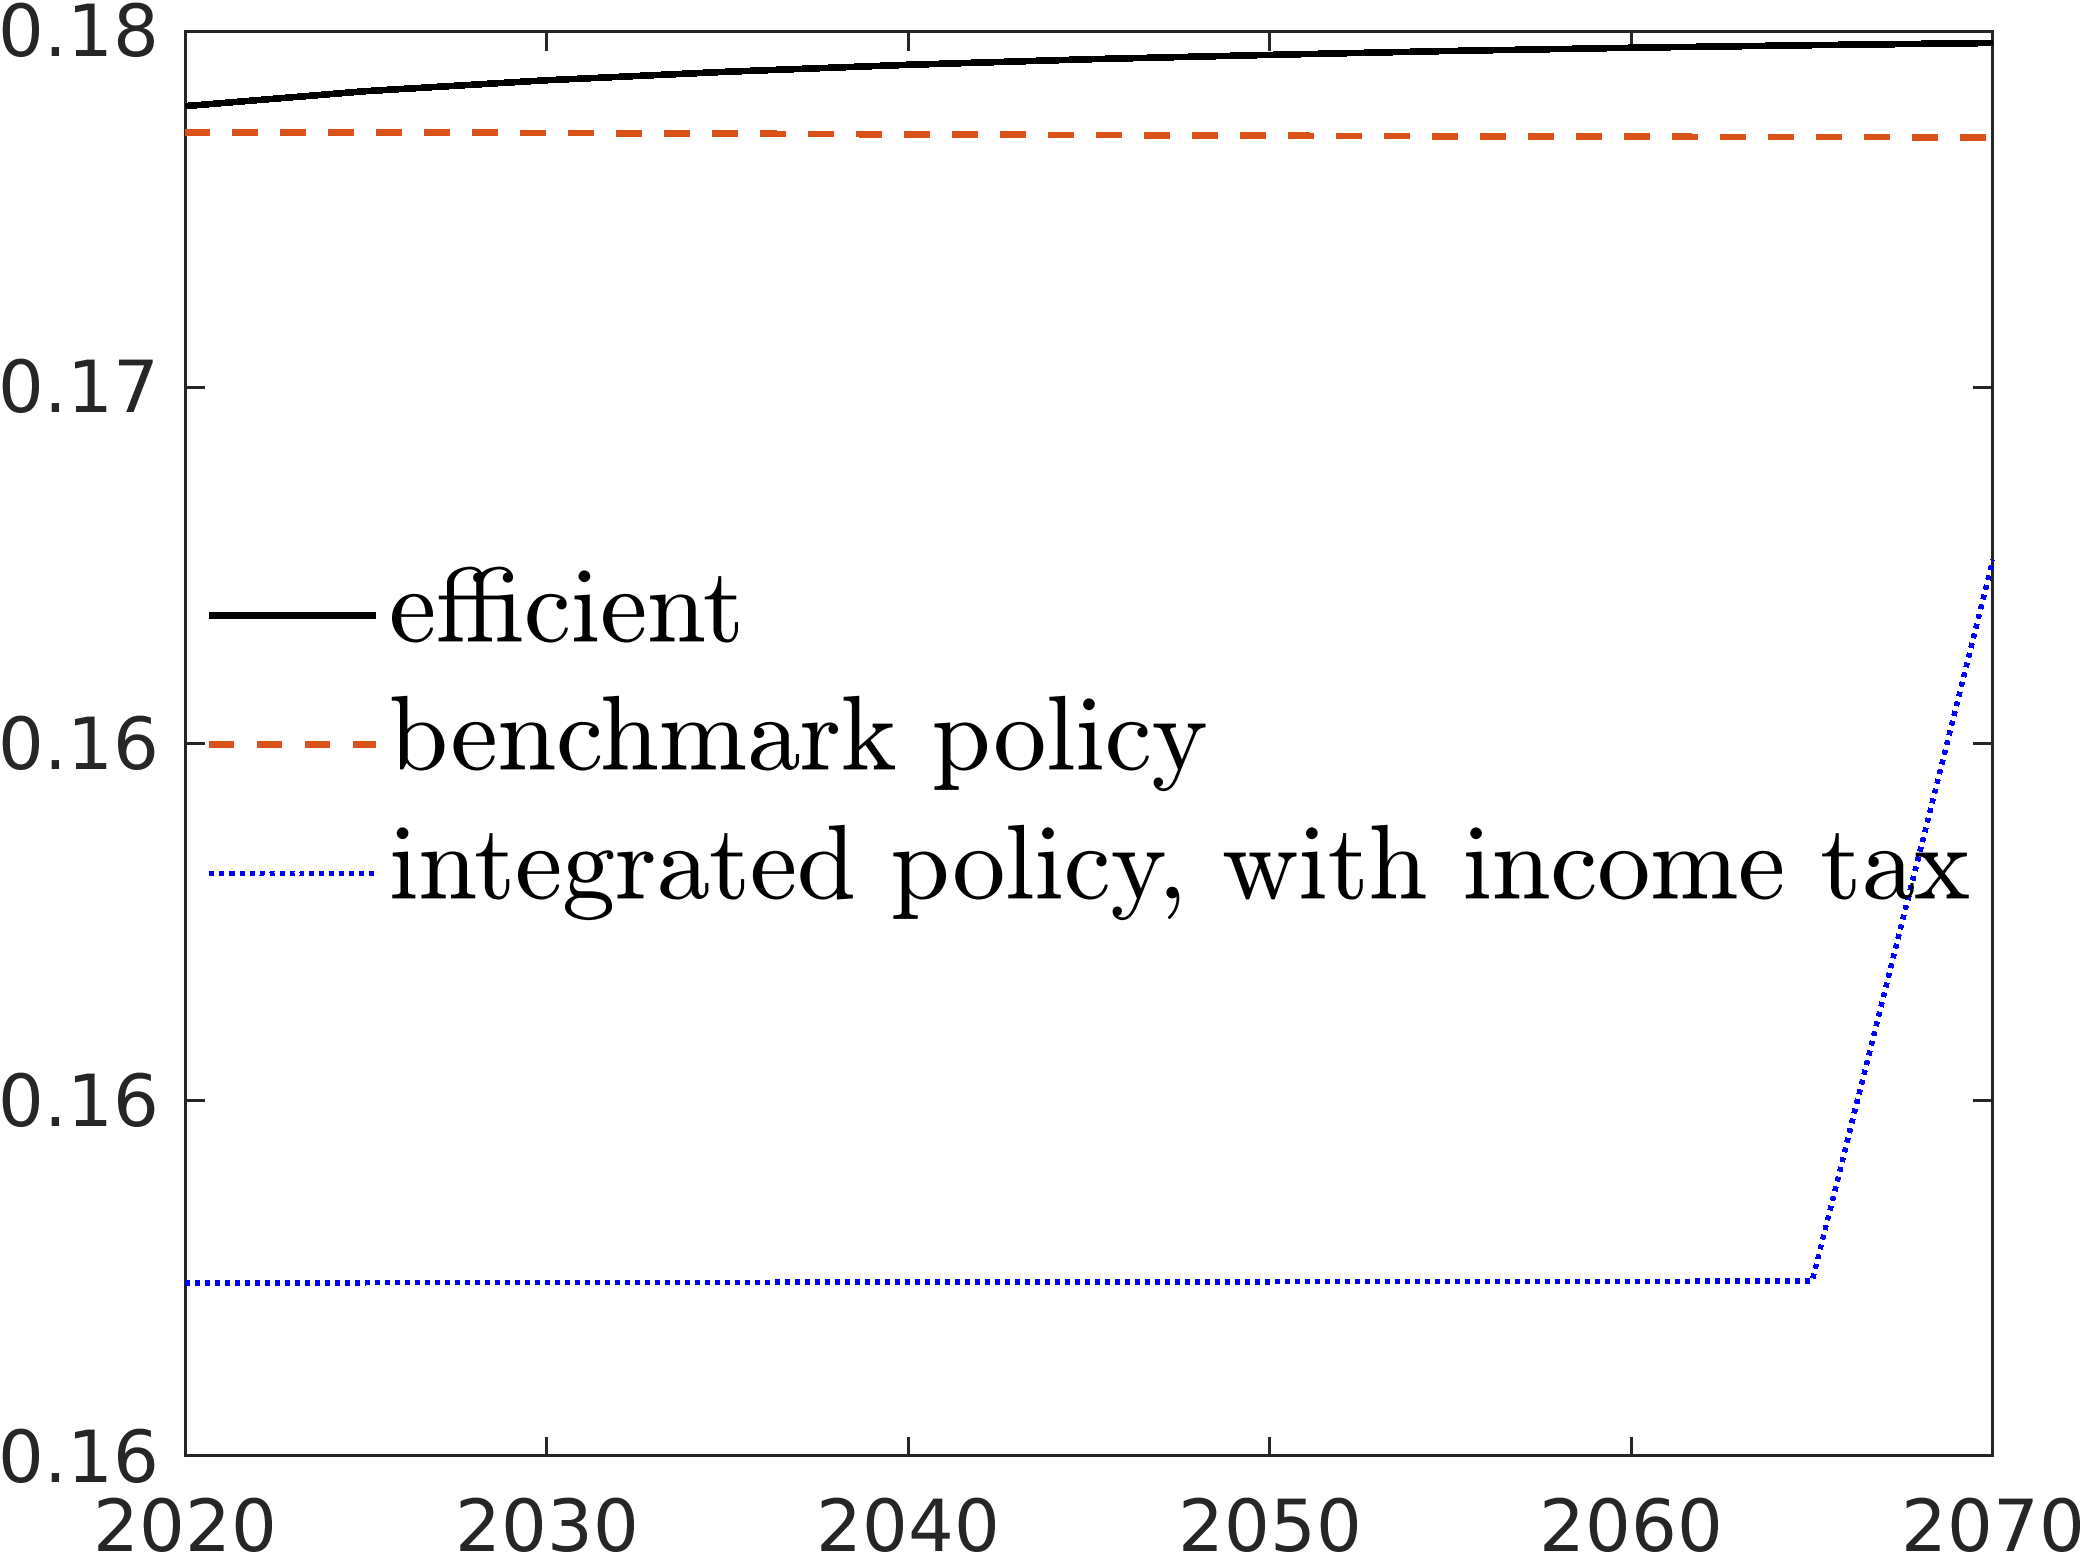 0.18
0.17
0.16
0.16
0.16
efficient
benchmark policy
integrated policy, with income tax
2020 2030 2040 2050 2060 2070